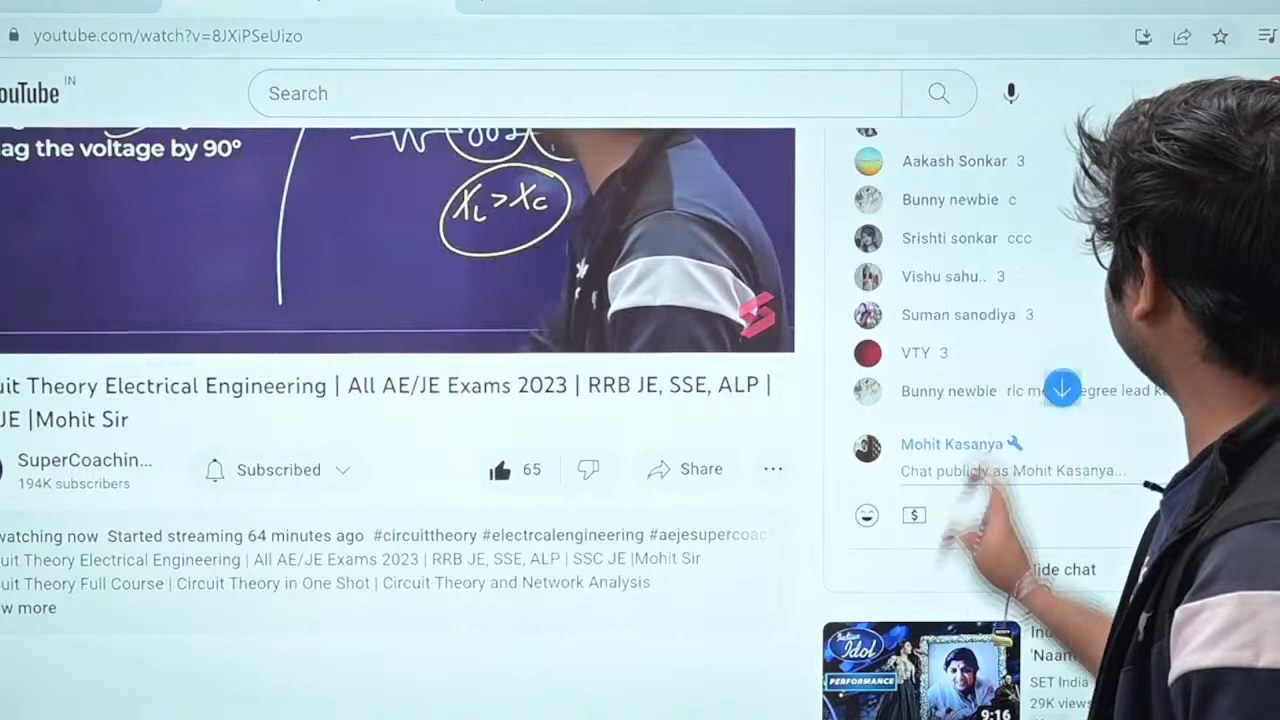 youtube.com/watch?v=8JXiPSeUizo
ouTube IN
Search
ag the voltage by 90°
XL > XC
uit Theory Electrical Engineering | All AE/JE Exams 2023 | RRB JE, SSE, ALP |
JE |Mohit Sir
SuperCoachin...
194K subscribers
Subscribed
65
Share
watching now Started streaming 64 minutes ago #circuittheory #electrcalengineering #aejesupercoac
uit Theory Electrical Engineering | All AE/JE Exams 2023 | RRB JE, SSE, ALP | SSC JE |Mohit Sir
uit Theory Full Course | Circuit Theory in One Shot | Circuit Theory and Network Analysis
ow more
Aakash Sonkar 3
Bunny newbie c
Srishti sonkar ccc
Vishu sahu.. 3
Suman sanodiya 3
VTY 3
Bunny newbie rlc m egree lead k
Mohit Kasanya
Chat publicly as Mohit Kasanya...
$
lide chat
Indian Idol
PERFORMANCE
9:16
Ind
'Naam
SET India
29K views